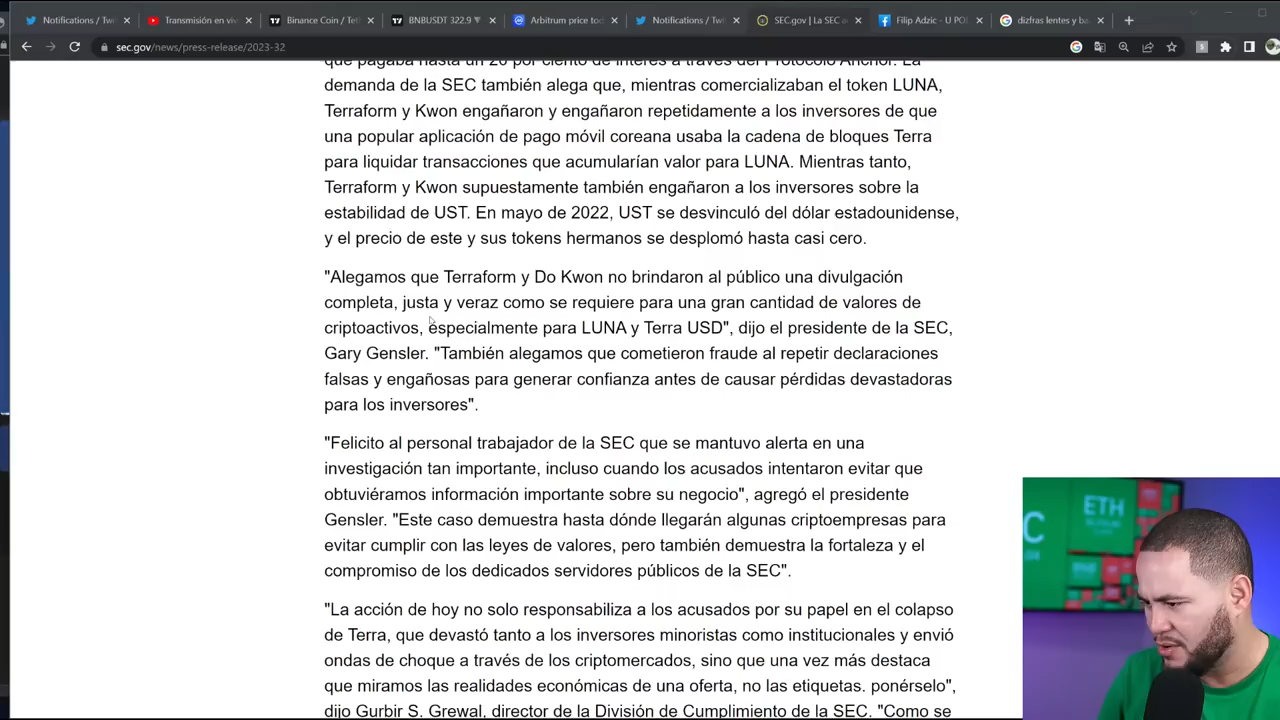 Notifications / Twi
Transmisión en viv
Binance Coin / Teth
BNBUSDT 322.9 ▼
Arbitrum price tod
Notifications / Twi
SEC.gov | La SEC a
Filip Adzic - U POL
dizfras lentes y ba
sec.gov/news/press-release/2023-32
que pagaba hasta un 20 por ciento de interés a través del Protocolo Anchor. La
demanda de la SEC también alega que, mientras comercializaban el token LUNA,
Terraform y Kwon engañaron y engañaron repetidamente a los inversores de que
una popular aplicación de pago móvil coreana usaba la cadena de bloques Terra
para liquidar transacciones que acumularían valor para LUNA. Mientras tanto,
Terraform y Kwon supuestamente también engañaron a los inversores sobre la
estabilidad de UST. En mayo de 2022, UST se desvinculó del dólar estadounidense,
y el precio de este y sus tokens hermanos se desplomó hasta casi cero.
"Alegamos que Terraform y Do Kwon no brindaron al público una divulgación
completa, justa y veraz como se requiere para una gran cantidad de valores de
criptoactivos, especialmente para LUNA y Terra USD", dijo el presidente de la SEC,
Gary Gensler. "También alegamos que cometieron fraude al repetir declaraciones
falsas y engañosas para generar confianza antes de causar pérdidas devastadoras
para los inversores".
"Felicito al personal trabajador de la SEC que se mantuvo alerta en una
investigación tan importante, incluso cuando los acusados intentaron evitar que
obtuviéramos información importante sobre su negocio", agregó el presidente
Gensler. "Este caso demuestra hasta dónde llegarán algunas criptoempresas para
evitar cumplir con las leyes de valores, pero también demuestra la fortaleza y el
compromiso de los dedicados servidores públicos de la SEC".
"La acción de hoy no solo responsabiliza a los acusados por su papel en el colapso
de Terra, que devastó tanto a los inversores minoristas como institucionales y envió
ondas de choque a través de los criptomercados, sino que una vez más destaca
que miramos las realidades económicas de una oferta, no las etiquetas. ponérselo",
dijo Gurbir S. Grewal, director de la División de Cumplimiento de la SEC. "Como se
C
ETH